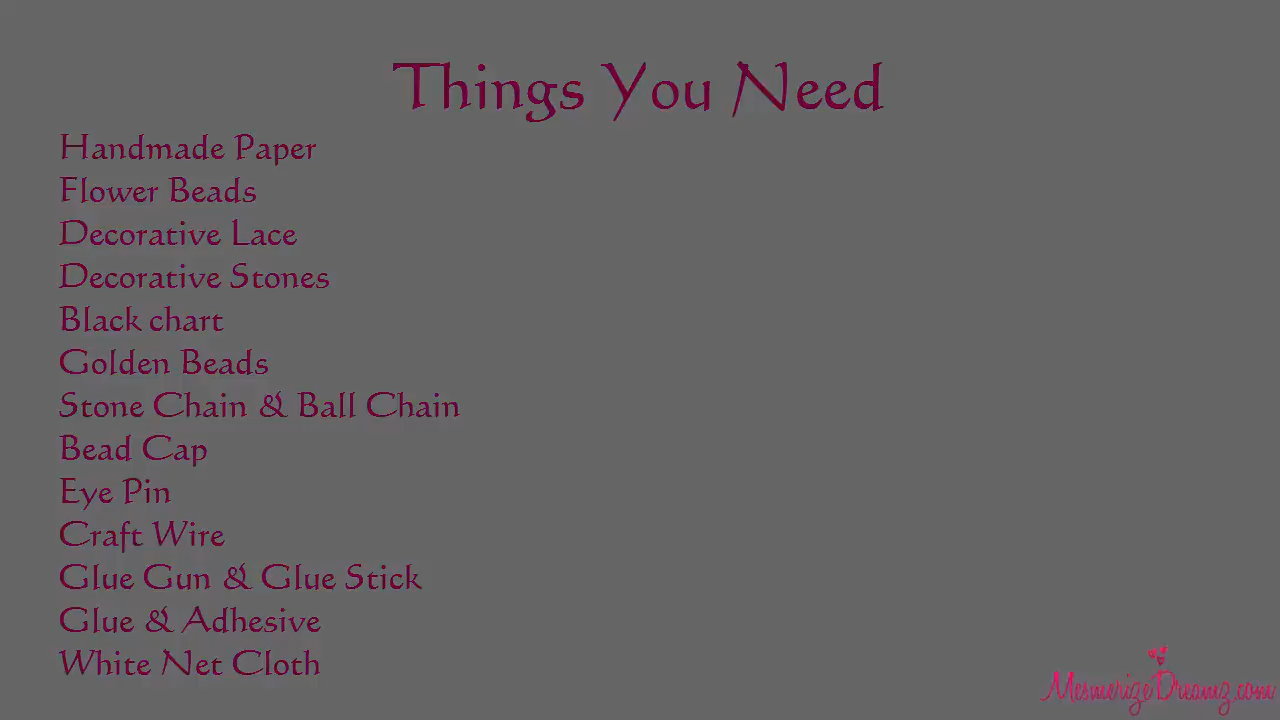 Things You Need
Handmade Paper
Flower Beads
Decorative Lace
Decorative Stones
Black chart
Golden Beads
Stone Chain & Ball Chain
Bead Cap
Eye Pin
Craft Wire
Glue Gun & Glue Stick
Glue & Adhesive
White Net Cloth
MesmerizeDreamz.com